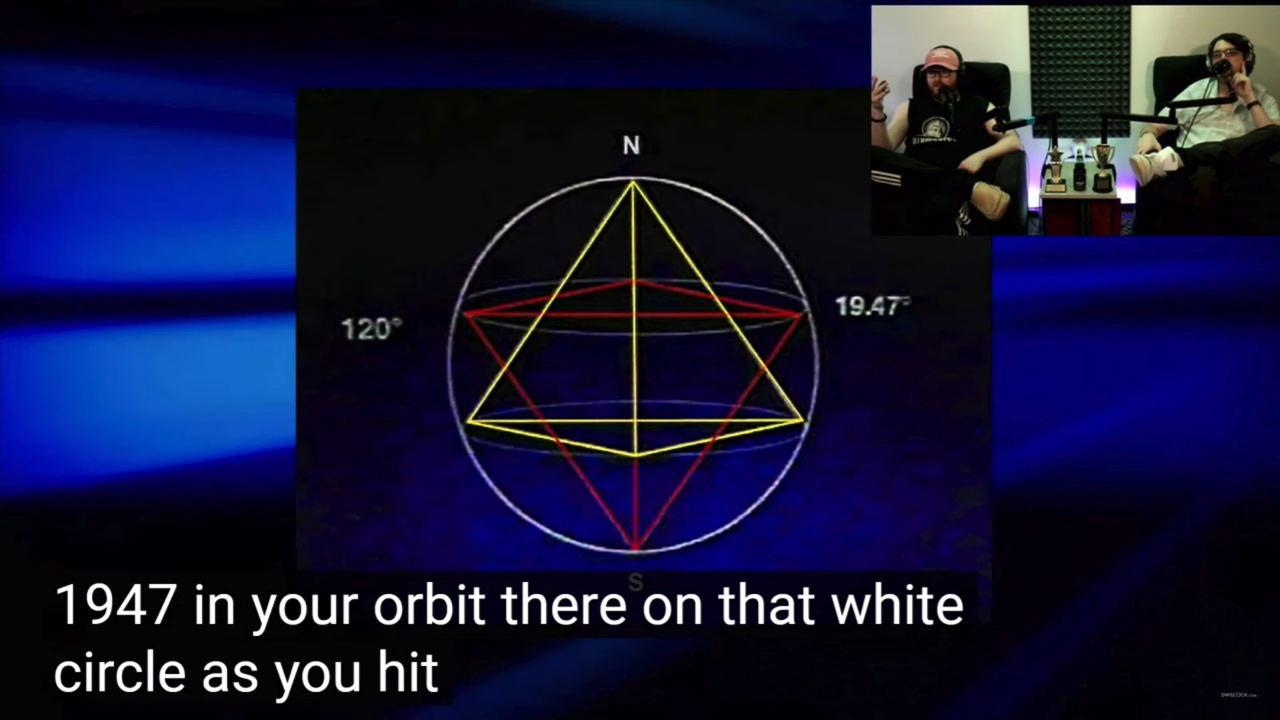 N
120°
19.47°
S
1947 in your orbit there on that white
circle as you hit